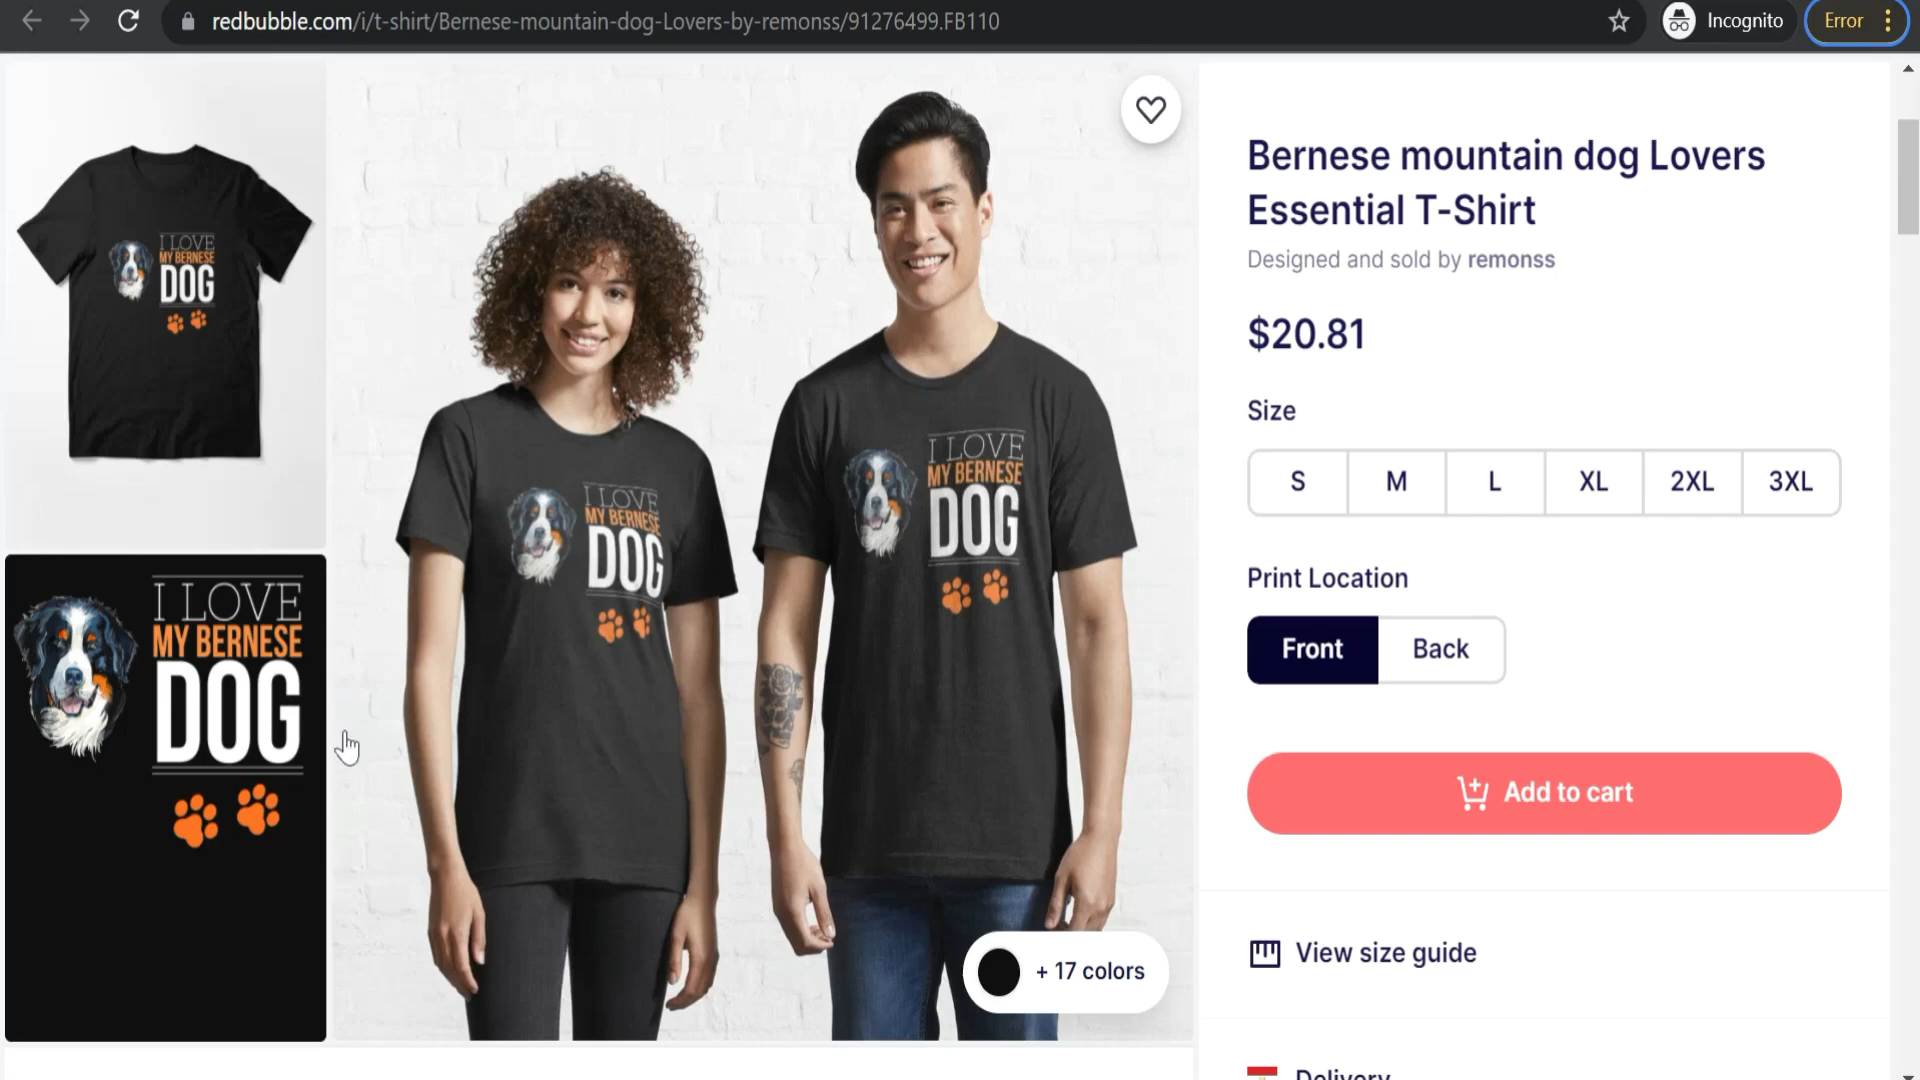 redbubble.com/i/t-shirt/Bernese-mountain-dog-Lovers-by-remonss/91276499.FB110
Incognito
Error
I LOVE
MY BERNESE
DOG
I LOVE
MY BERNESE
DOG
I LOVE
MY BERNESE
DOG
I LOVE
MY BERNESE
DOG
+ 17 colors
Bernese mountain dog Lovers
Essential T-Shirt
Designed and sold by remonss
$20.81
Size
S M L XL 2XL 3XL
Print Location
Front Back
Add to cart
View size guide
Delivery